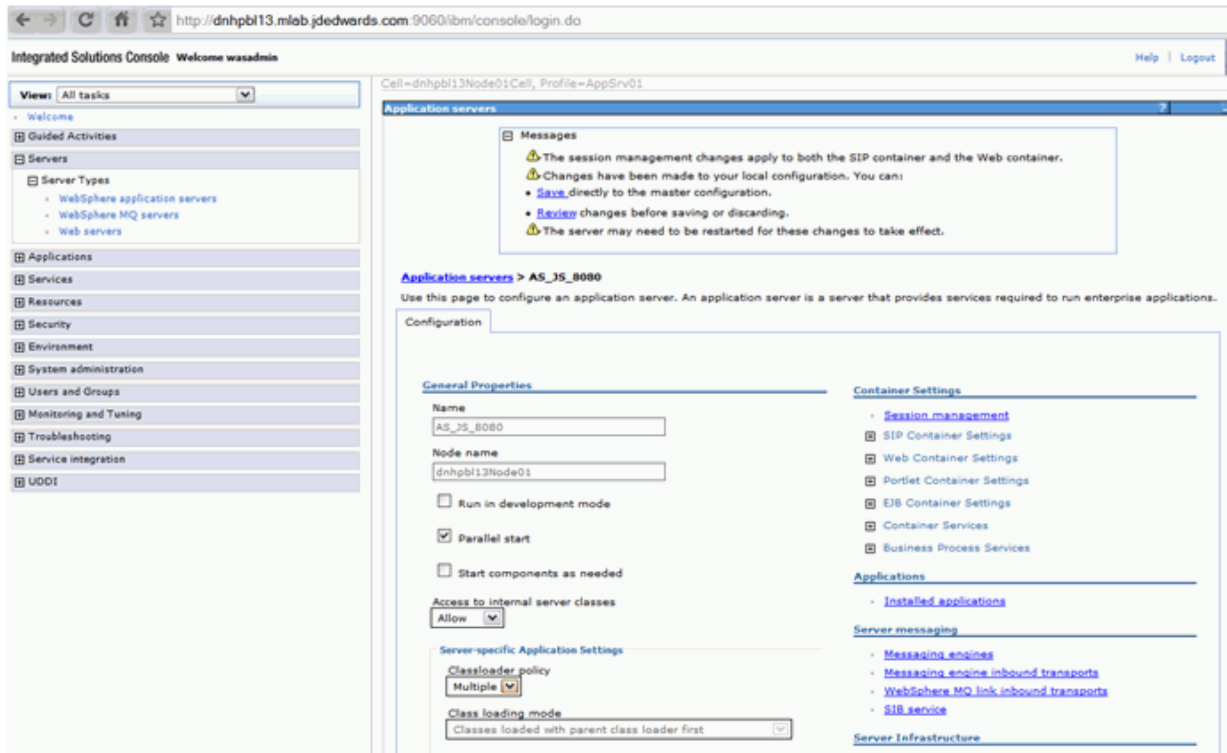 http://dnhpbl13.mlab.jdedwards.com:9060/ibm/console/login.do
Integrated Solutions Console Welcome wasadmin
Help | Logout
View: All tasks
Welcome
Guided Activities
Servers
Server Types
WebSphere application servers
WebSphere MQ servers
Web servers
Applications
Services
Resources
Security
Environment
System administration
Users and Groups
Monitoring and Tuning
Troubleshooting
Service integration
UDDI
Cell=dnhpbl13Node01Cell, Profile=AppSrv01
Application servers
?
Messages
The session management changes apply to both the SIP container and the Web container.
Changes have been made to your local configuration. You can:
Save directly to the master configuration.
Review changes before saving or discarding.
The server may need to be restarted for these changes to take effect.
Application servers > AS_JS_8080
Use this page to configure an application server. An application server is a server that provides services required to run enterprise applications.
Configuration
General Properties
Name
AS_JS_8080
Node name
dnhpbl13Node01
Run in development mode
Parallel start
Start components as needed
Access to internal server classes
Allow
Server-specific Application Settings
Classloader policy
Multiple
Class loading mode
Classes loaded with parent class loader first
Container Settings
Session management
SIP Container Settings
Web Container Settings
Portlet Container Settings
EJB Container Settings
Container Services
Business Process Services
Applications
Installed applications
Server messaging
Messaging engines
Messaging engine inbound transports
WebSphere MQ link inbound transports
SIB service
Server Infrastructure